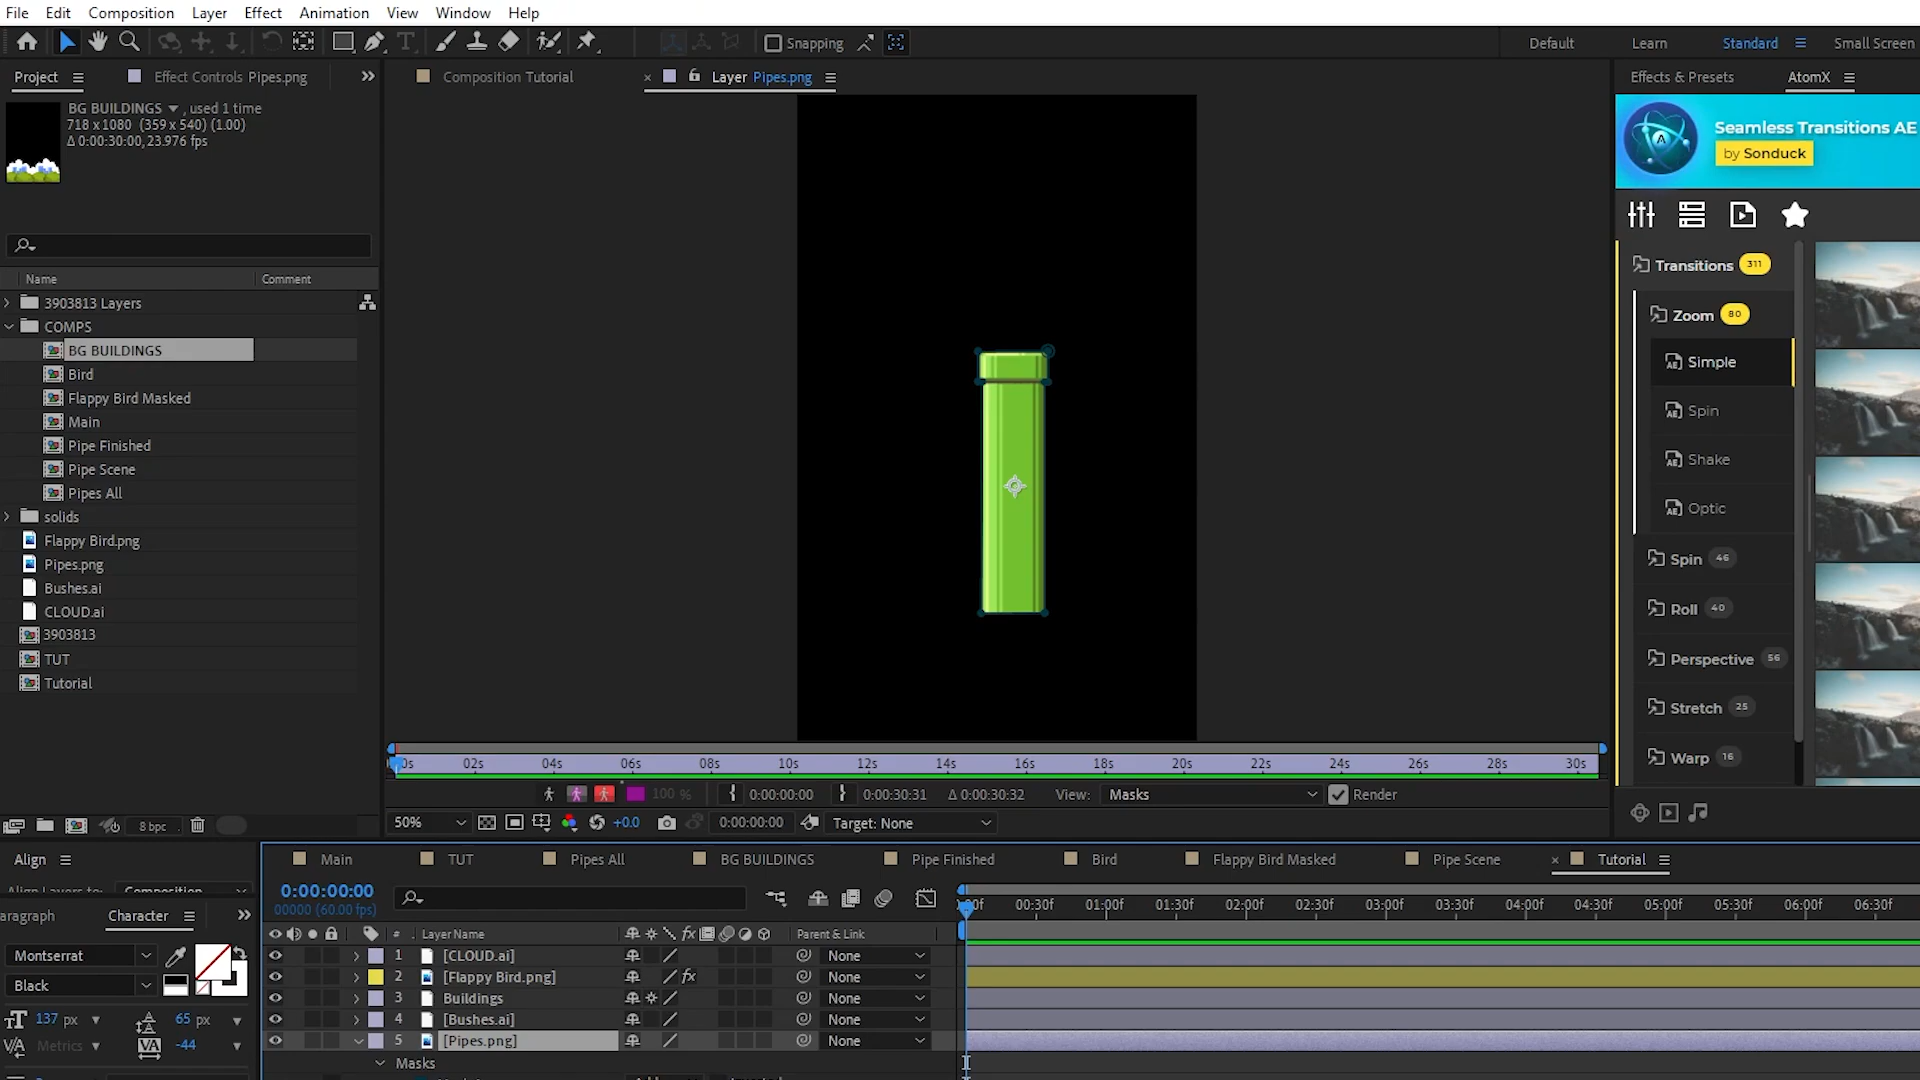 File Edit Composition Layer Effect Animation View Window Help
Snapping
Default Learn Standard Small Screen
Project Effect Controls Pipes.png
Composition Tutorial
Layer Pipes.png
Effects & Presets AtomX
BG BUILDINGS , used 1 time
718 x 1080 (359 x 540) (1.00)
Δ 0:00:30:00, 23.976 fps
Seamless Transitions AE
by Sonduck
Name Comment
3903813 Layers
COMPS
BG BUILDINGS
Bird
Flappy Bird Masked
Main
Pipe Finished
Pipe Scene
Pipes All
solids
Flappy Bird.png
Pipes.png
Bushes.ai
CLOUD.ai
3903813
TUT
Tutorial
Transitions 311
Zoom 80
Simple
Spin
Shake
Optic
Spin 46
Roll 40
Perspective 56
Stretch 25
Warp 16
02s 04s 06s 08s 10s 12s 14s 16s 18s 20s 22s 24s 26s 28s 30s
100 % 0:00:00:00 0:00:30:31 Δ 0:00:30:32 View: Masks Render
50% +0.0 0:00:00:00 Target: None
8 bpc
Align
Main TUT Pipes All BG BUILDINGS Pipe Finished Bird Flappy Bird Masked Pipe Scene Tutorial
Composition
0:00:00:00
00000 (60.00 fps)
00:30f 01:00f 01:30f 02:00f 02:30f 03:00f 03:30f 04:00f 04:30f 05:00f 05:30f 06:00f 06:30f
aragraph Character
# Layer Name Parent & Link
1 [CLOUD.ai] None
2 [Flappy Bird.png] fx None
3 Buildings None
4 [Bushes.ai] None
5 [Pipes.png] None
Masks
Montserrat
Black
137 px 65 px
Metrics -44